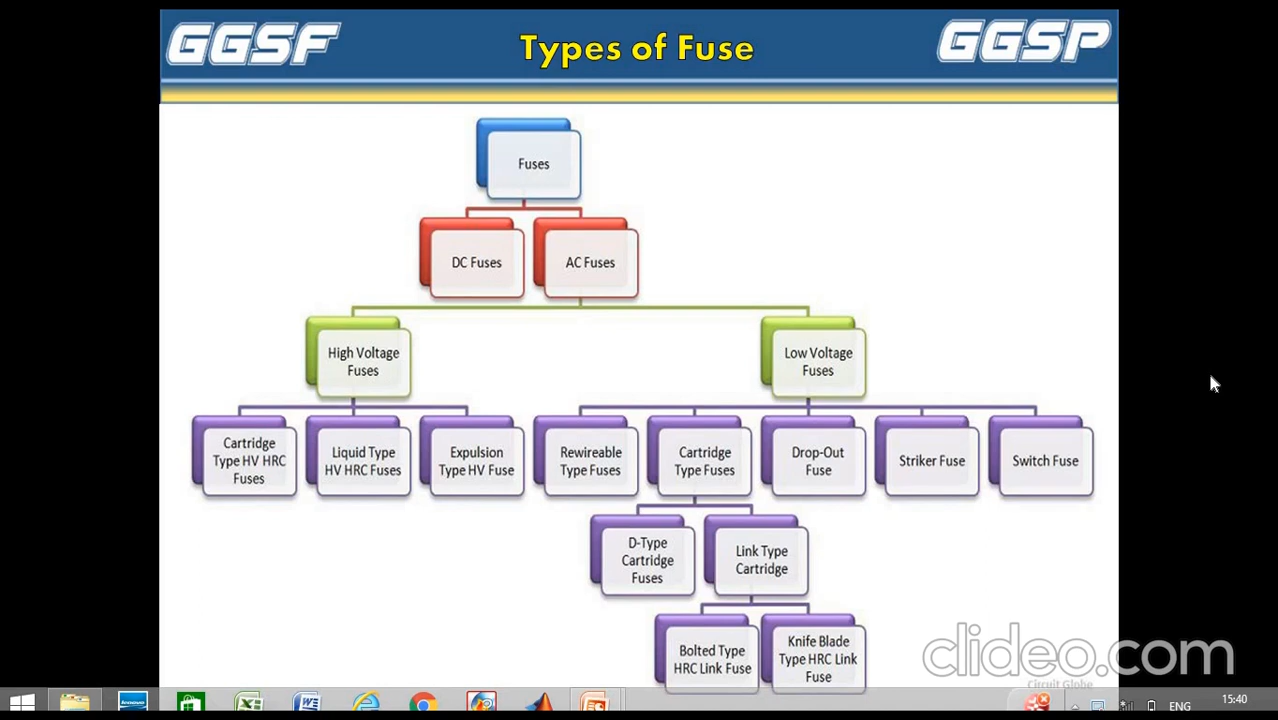 GGSF
Types of Fuse
GGSP
Fuses
DC Fuses
AC Fuses
High Voltage
Fuses
Low Voltage
Fuses
Cartridge
Type HV HRC
Fuses
Liquid Type
HV HRC Fuses
Expulsion
Type HV Fuse
Rewireable
Type Fuses
Cartridge
Type Fuses
Drop-Out
Fuse
Striker Fuse
Switch Fuse
D-Type
Cartridge
Fuses
Link Type
Cartridge
Bolted Type
HRC Link Fuse
Knife Blade
Type HRC Link
Fuse
clideo.com
Circuit Globe
lenovo
ENG
15:40